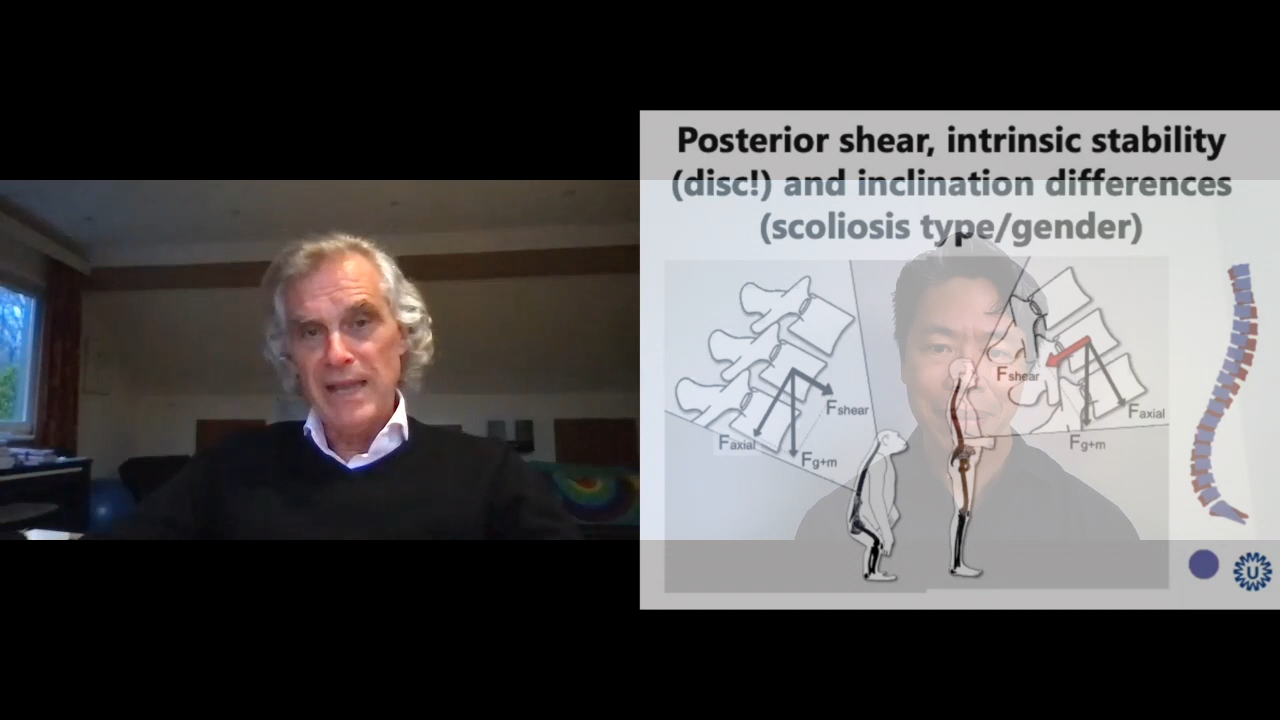 Posterior shear, intrinsic stability
(disc!) and inclination differences
(scoliosis type/gender)
Fshear
Faxial
Fg+m
Fshear
Faxial
Fg+m
U